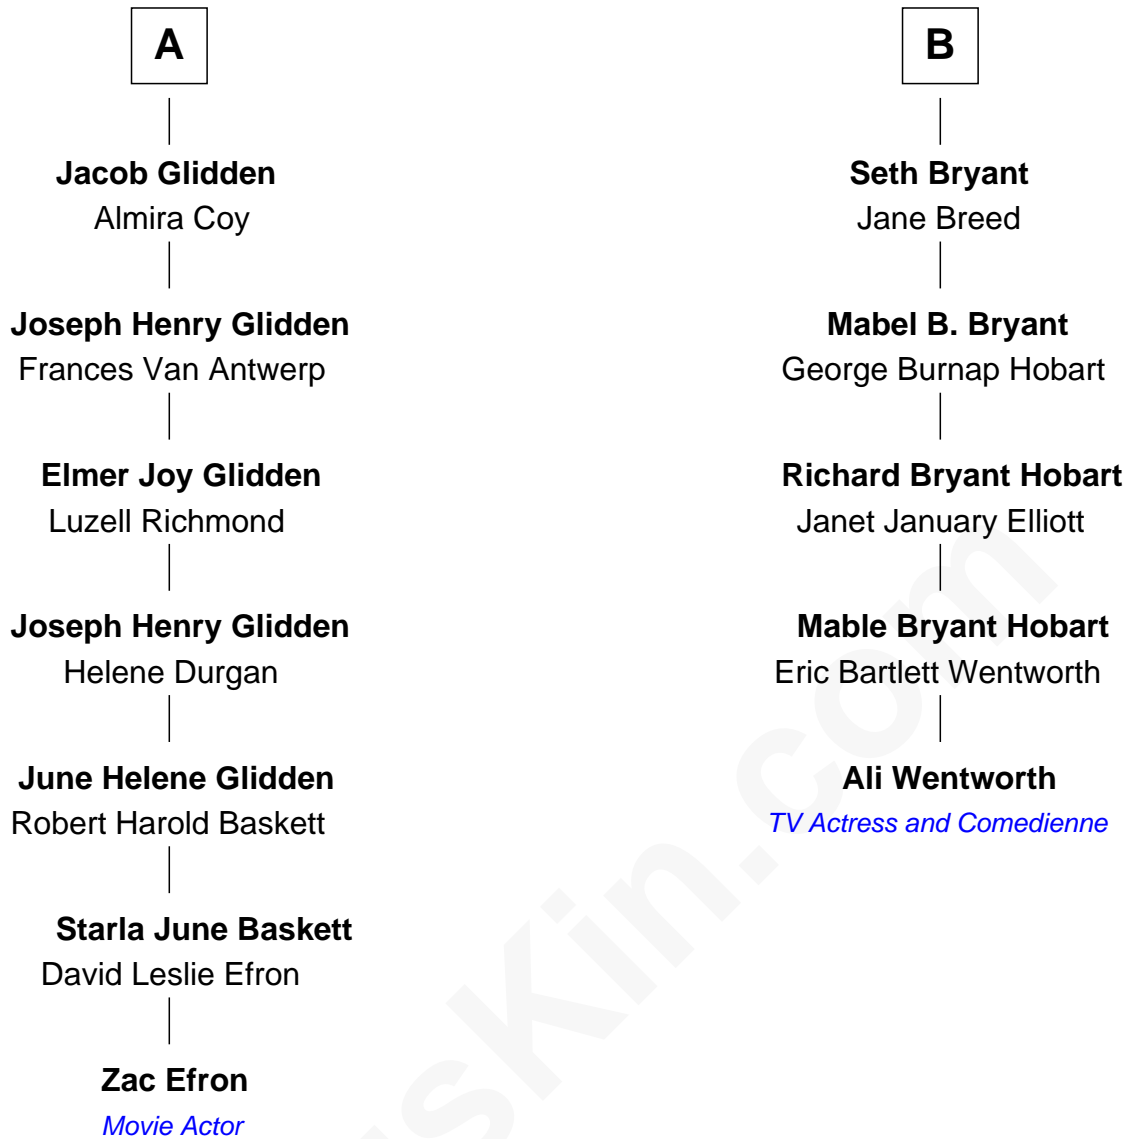 A
Jacob Glidden
Almira Coy
Joseph Henry Glidden
Frances Van Antwerp
Elmer Joy Glidden
Luzell Richmond
Joseph Henry Glidden
Helene Durgan
June Helene Glidden
Robert Harold Baskett
Starla June Baskett
David Leslie Efron
Zac Efron
Movie Actor
B
Seth Bryant
Jane Breed
Mabel B. Bryant
George Burnap Hobart
Richard Bryant Hobart
Janet January Elliott
Mable Bryant Hobart
Eric Bartlett Wentworth
Ali Wentworth
TV Actress and Comedienne